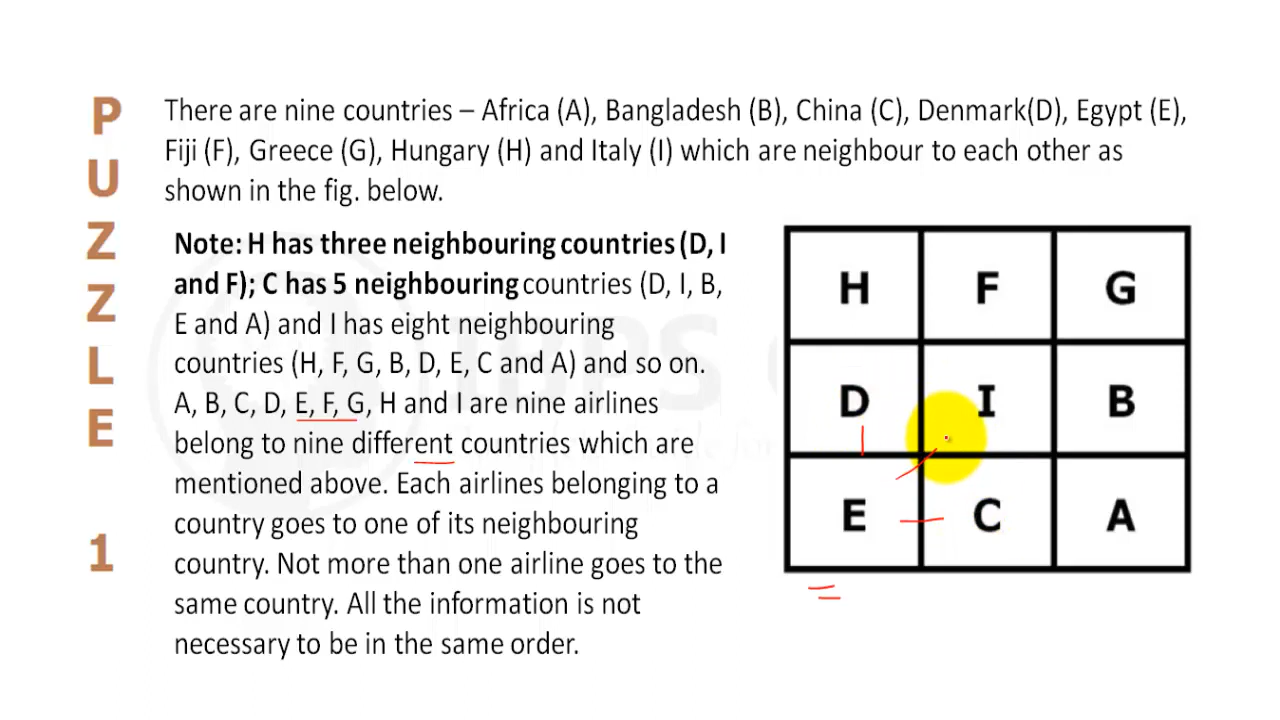 PUZZLE 1
There are nine countries – Africa (A), Bangladesh (B), China (C), Denmark(D), Egypt (E),
Fiji (F), Greece (G), Hungary (H) and Italy (I) which are neighbour to each other as
shown in the fig. below.
Note: H has three neighbouring countries (D, I
and F); C has 5 neighbouring countries (D, I, B,
E and A) and I has eight neighbouring
countries (H, F, G, B, D, E, C and A) and so on.
A, B, C, D, E, F, G, H and I are nine airlines
belong to nine different countries which are
mentioned above. Each airlines belonging to a
country goes to one of its neighbouring
country. Not more than one airline goes to the
same country. All the information is not
necessary to be in the same order.
H F G
D I B
E C A